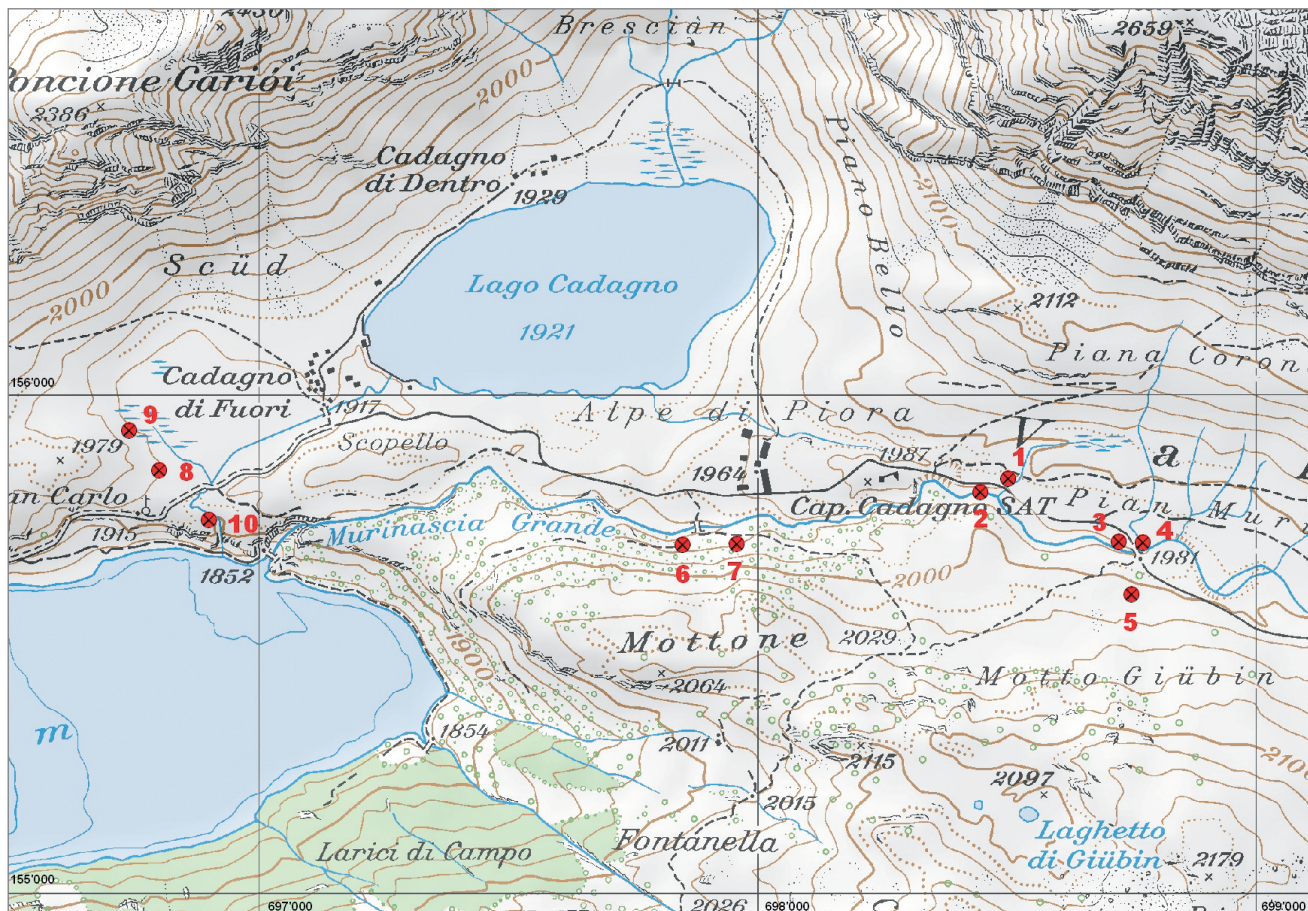 2430
Brescian
2659
Poncione Garióî
2386
2000
Piano Bello
Cadagno
di Dentro
1929
2100
Scüd
2000
Lago Cadagno
1921
2112
Piana Coron
156'000
Cadagno
di Fuori
1917
Alpe di Piora
9
1979
Scopello
V
a
8
1987
1
1964
an Carlo
Cap. Cadagno SAT
2
Pian Mur
10
1915
Murinascia Grande
3
4
1852
6
7
2000
1981
5
Mottone
2029
1900
2064
Motto Giübin
m
1854
2011
2115
2097
2100
2015
Laghetto
di Giübin
Fontanella
Larici di Campo
2179
155'000
697'000
2026
698'000
699'000